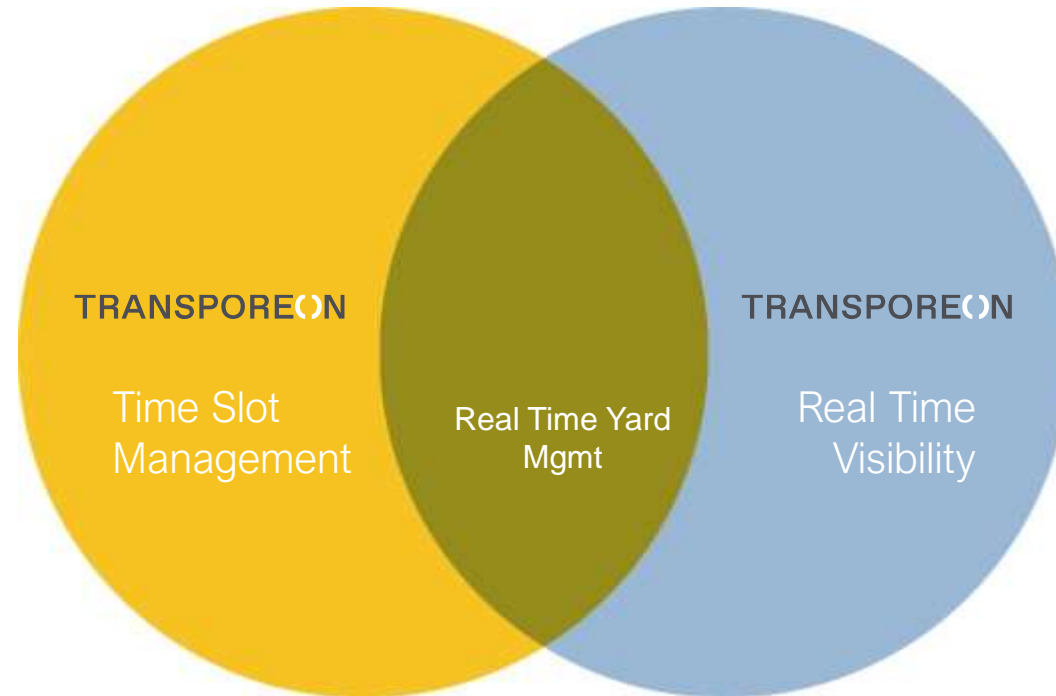 TRANSPOREON
Time Slot
Management
Real Time Yard
Mgmt
TRANSPOREON
Real Time
Visibility